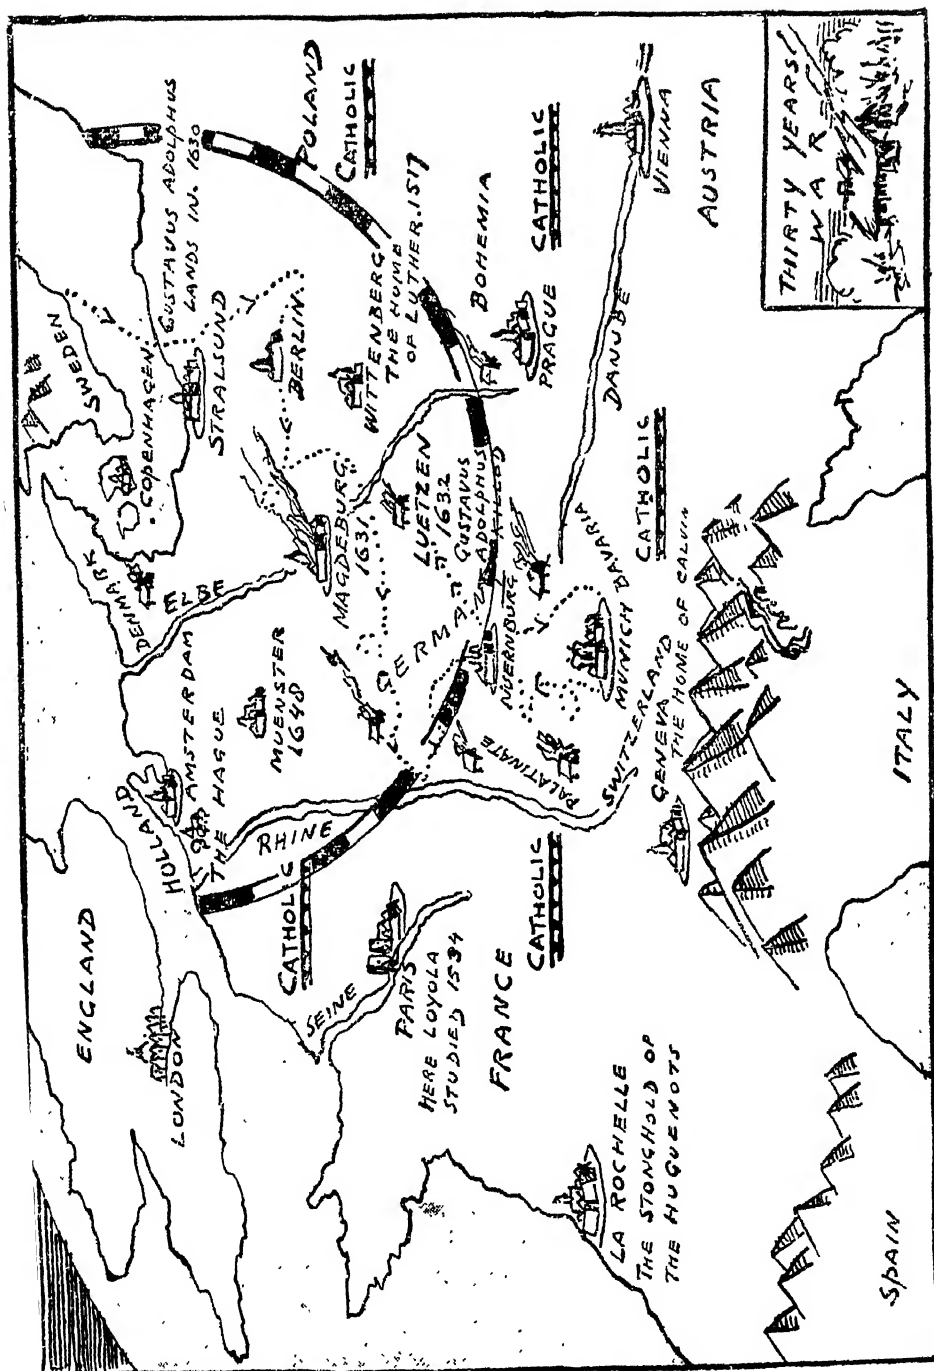 ENGLAND
LONDON
HOLLAND
AMSTERDAM
THE HAGUE
RHINE
MUENSTER
1648
DENMARK
ELBE
SWEDEN
COPENHAGEN
STRALSUND
GUSTAVUS ADOLPHUS
LANDS IN. 1630
BERLIN
MAGDEBURG
1631
WITTENBERG
THE HOME
OF LUTHER. 1517
LUETZEN
1632
GUSTAVUS
ADOLPHUS
KILLED
POLAND
CATHOLIC
BOHEMIA
PRAGUE
CATHOLIC
NUERNBURG
PALATINATE
MUNICH
BAVARIA
CATHOLIC
DANUBE
VIENNA
AUSTRIA
CATHOLIC
SEINE
PARIS
HERE LOYOLA
STUDIED 1534
FRANCE
CATHOLIC
SWITZERLAND
GENEVA
THE HOME OF CALVIN
LA ROCHELLE
THE STONGHOLD OF
THE HUGUENOTS
SPAIN
ITALY
THIRTY YEARS
WAR